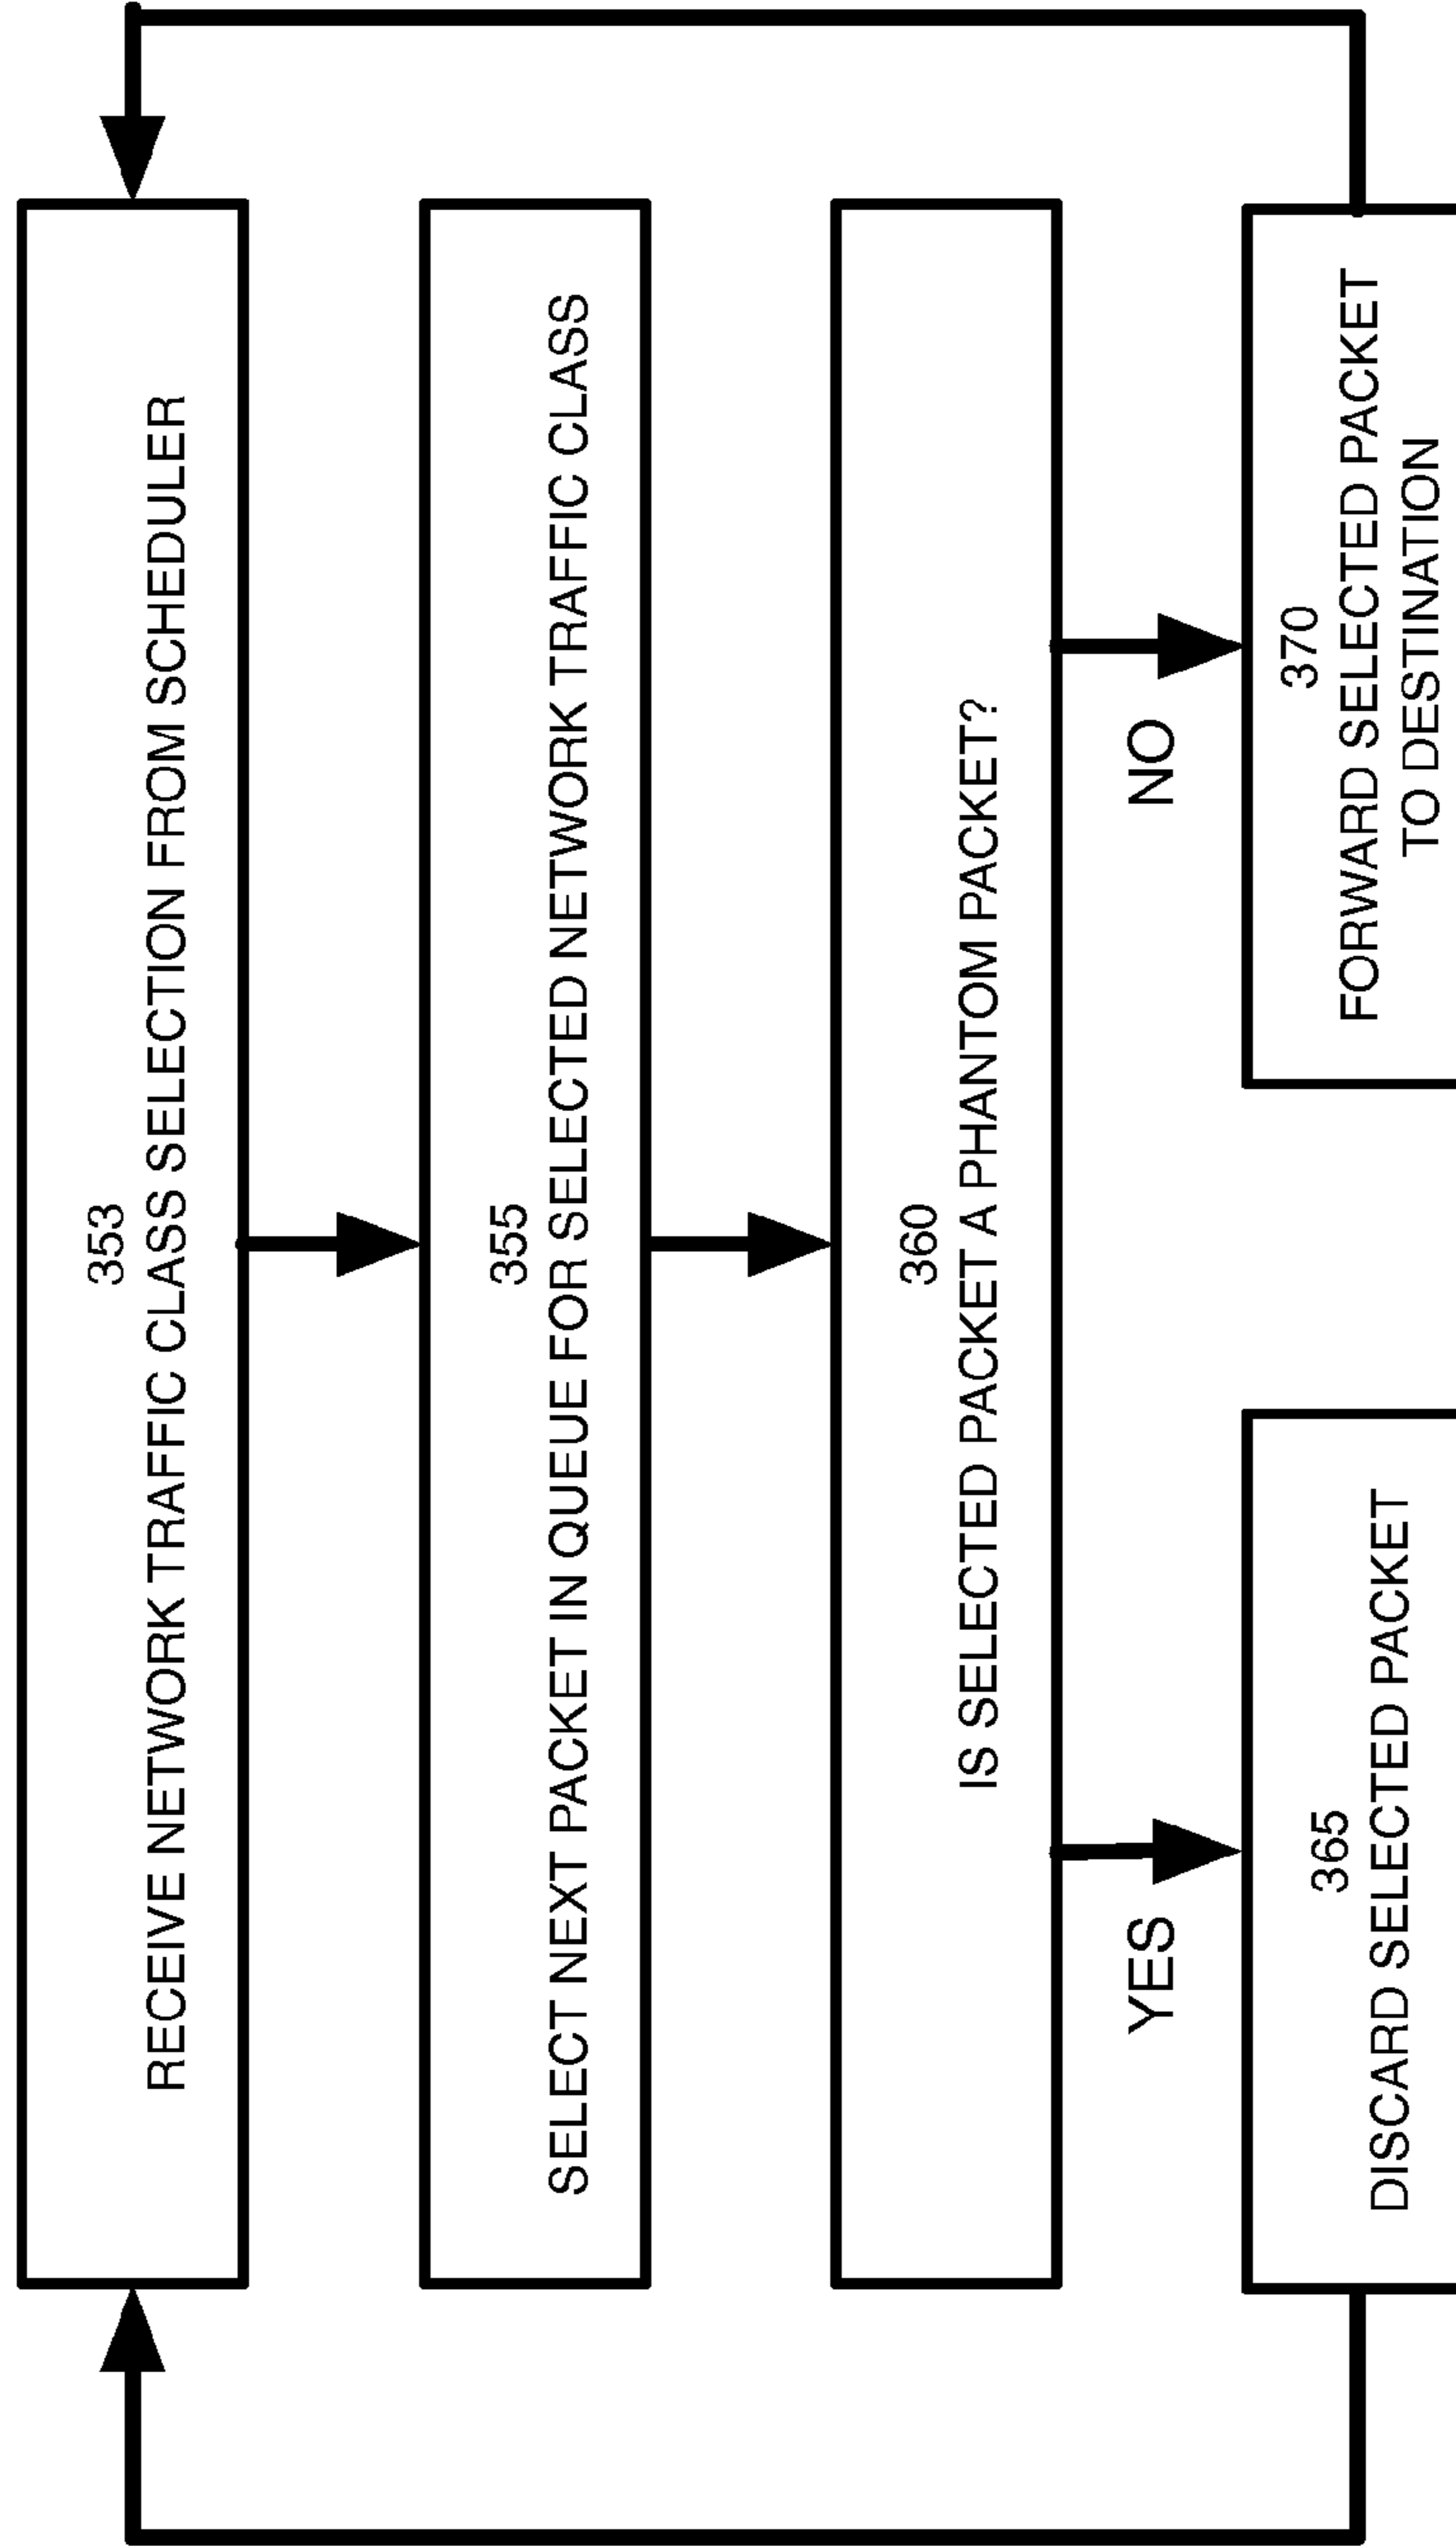 353
RECEIVE NETWORK TRAFFIC CLASS SELECTION FROM SCHEDULER
355
SELECT NEXT PACKET IN QUEUE FOR SELECTED NETWORK TRAFFIC CLASS
360
IS SELECTED PACKET A PHANTOM PACKET?
YES
NO
365
DISCARD SELECTED PACKET
370
FORWARD SELECTED PACKET
TO DESTINATION